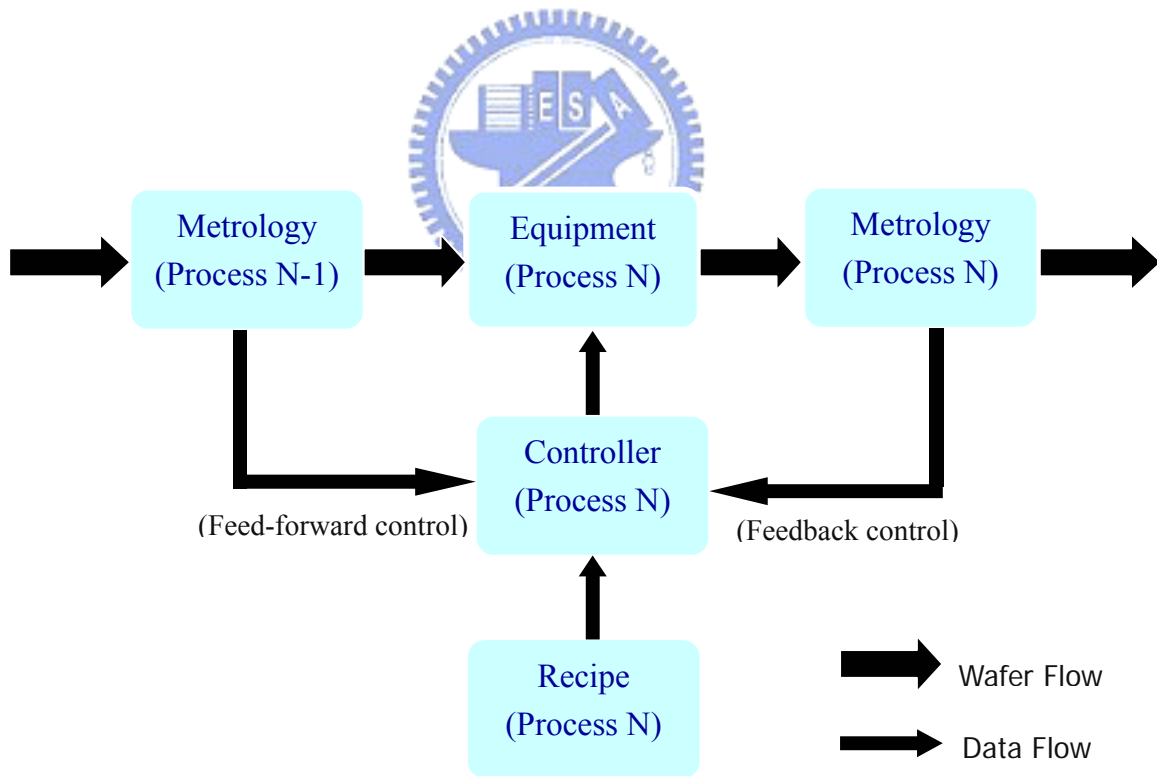 E S A
Metrology
(Process N-1)
Equipment
(Process N)
Metrology
(Process N)
Controller
(Process N)
(Feed-forward control)
(Feedback control)
Recipe
(Process N)
Wafer Flow
Data Flow